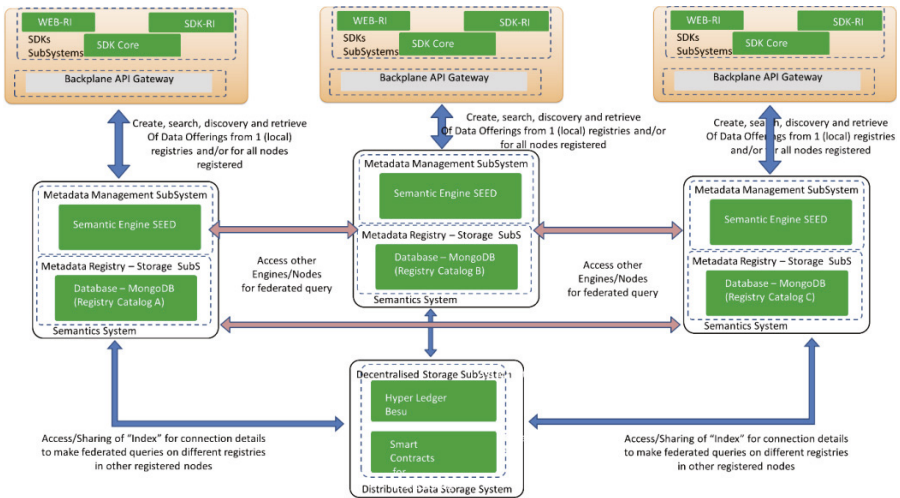 WEB-RI
SDK-RI
SDKs
SubSystems
SDK Core
Backplane API Gateway
WEB-RI
SDK-RI
SDKs
SubSystems
SDK Core
Backplane API Gateway
WEB-RI
SDK-RI
SDKs
SubSystems
SDK Core
Backplane API Gateway
Create, search, discovery and retrieve
Of Data Offerings from 1 (local)
registries and/or for all nodes
registered
Create, search, discovery and retrieve
Of Data Offerings from 1 (local) registries and/or
for all nodes registered
Create, search, discovery and retrieve
Of Data Offerings from 1 (local) registries
and/or for all nodes registered
Metadata Management SubSystem
Semantic Engine SEED
Metadata Registry – Storage SubS
Database – MongoDB
(Registry Catalog A)
Semantics System
Metadata Management SubSystem
Semantic Engine SEED
Metadata Registry – Storage SubS
Database – MongoDB
(Registry Catalog B)
Semantics System
Metadata Management SubSystem
Semantic Engine SEED
Metadata Registry – Storage SubS
Database – MongoDB
(Registry Catalog C)
Semantics System
Access other
Engines/Nodes
for federated query
Access other
Engines/Nodes
for federated query
Decentralised Storage SubSystem
Hyper Ledger
Besu
Smart
Contracts
for
Distributed Data Storage System
Access/Sharing of "Index" for connection details
to make federated queries on different registries
in other registered nodes
Access/Sharing of "Index" for connection details
to make federated queries on different registries
in other registered nodes